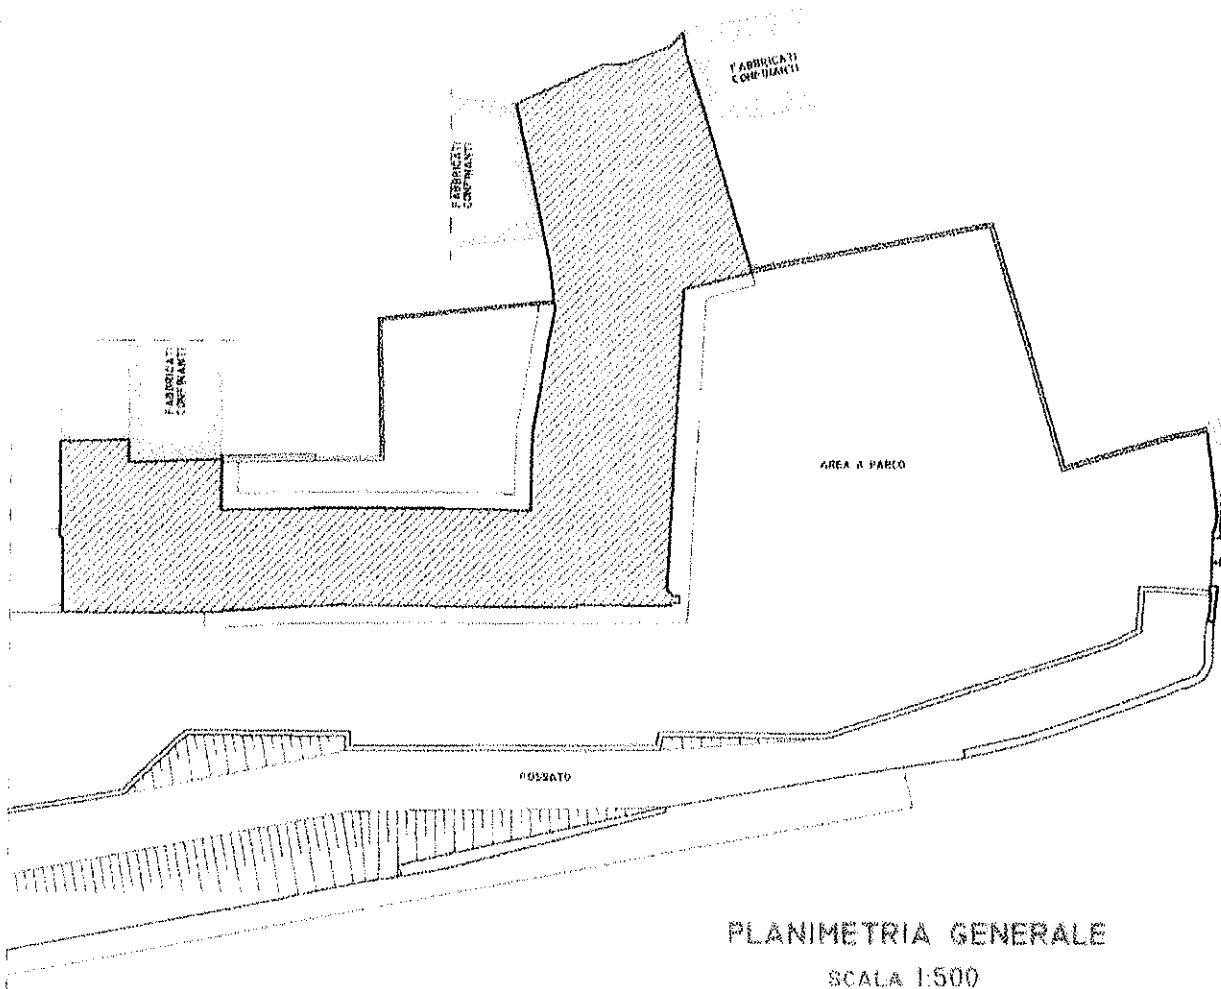 FABBRICATI
CONFINANTI
FABBRICATI
CONFINANTI
FABBRICATI
CONFINANTI
AREA A PARCO
FOSSATO
PLANIMETRIA GENERALE
SCALA 1:500